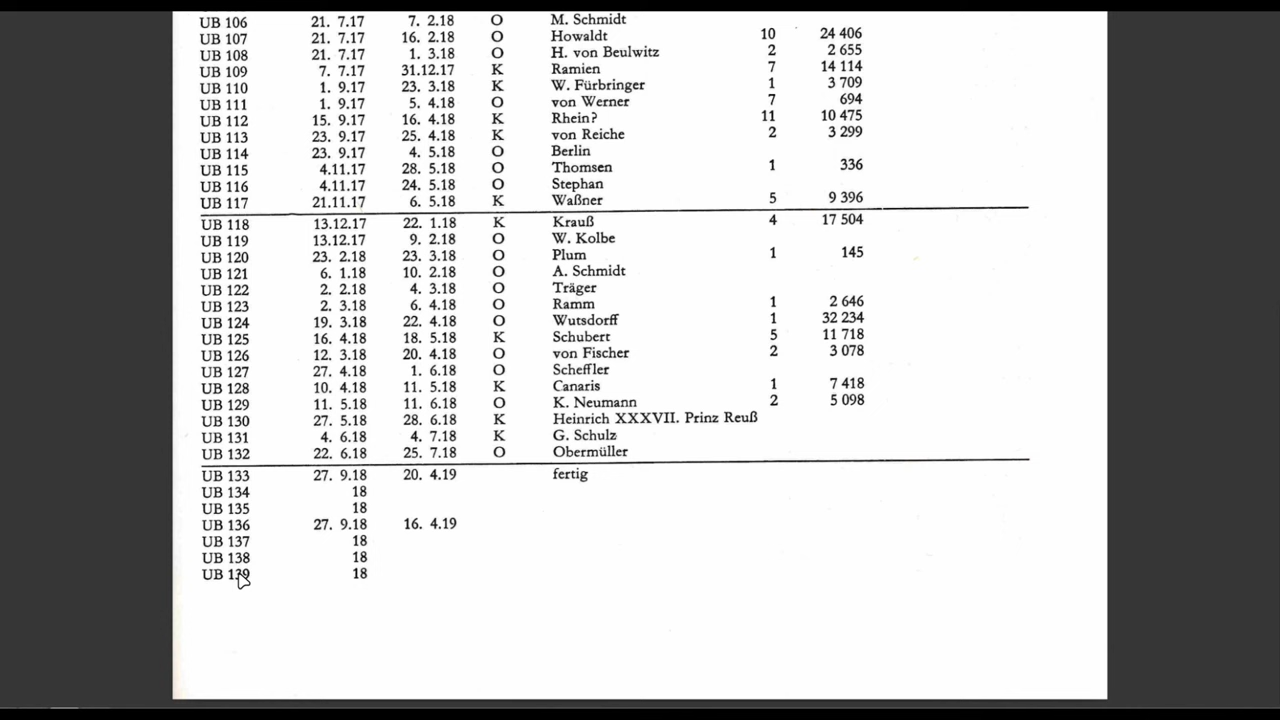 UB 106 21. 7.17 7. 2.18 O M. Schmidt
UB 107 21. 7.17 16. 2.18 O Howaldt 10 24 406
UB 108 21. 7.17 1. 3.18 O H. von Beulwitz 2 2 655
UB 109 7. 7.17 31.12.17 K Ramien 7 14 114
UB 110 1. 9.17 23. 3.18 K W. Fürbringer 1 3 709
UB 111 1. 9.17 5. 4.18 O von Werner 7 694
UB 112 15. 9.17 16. 4.18 K Rhein? 11 10 475
UB 113 23. 9.17 25. 4.18 K von Reiche 2 3 299
UB 114 23. 9.17 4. 5.18 O Berlin
UB 115 4.11.17 28. 5.18 O Thomsen 1 336
UB 116 4.11.17 24. 5.18 O Stephan
UB 117 21.11.17 6. 5.18 K Waßner 5 9 396
UB 118 13.12.17 22. 1.18 K Krauß 4 17 504
UB 119 13.12.17 9. 2.18 O W. Kolbe
UB 120 23. 2.18 23. 3.18 O Plum 1 145
UB 121 6. 1.18 10. 2.18 O A. Schmidt
UB 122 2. 2.18 4. 3.18 O Träger
UB 123 2. 3.18 6. 4.18 O Ramm 1 2 646
UB 124 19. 3.18 22. 4.18 O Wutsdorff 1 32 234
UB 125 16. 4.18 18. 5.18 K Schubert 5 11 718
UB 126 12. 3.18 20. 4.18 O von Fischer 2 3 078
UB 127 27. 4.18 1. 6.18 O Scheffler
UB 128 10. 4.18 11. 5.18 K Canaris 1 7 418
UB 129 11. 5.18 11. 6.18 O K. Neumann 2 5 098
UB 130 27. 5.18 28. 6.18 K Heinrich XXXVII. Prinz Reuß
UB 131 4. 6.18 4. 7.18 K G. Schulz
UB 132 22. 6.18 25. 7.18 O Obermüller
UB 133 27. 9.18 20. 4.19 fertig
UB 134 18
UB 135 18
UB 136 27. 9.18 16. 4.19
UB 137 18
UB 138 18
UB 139 18